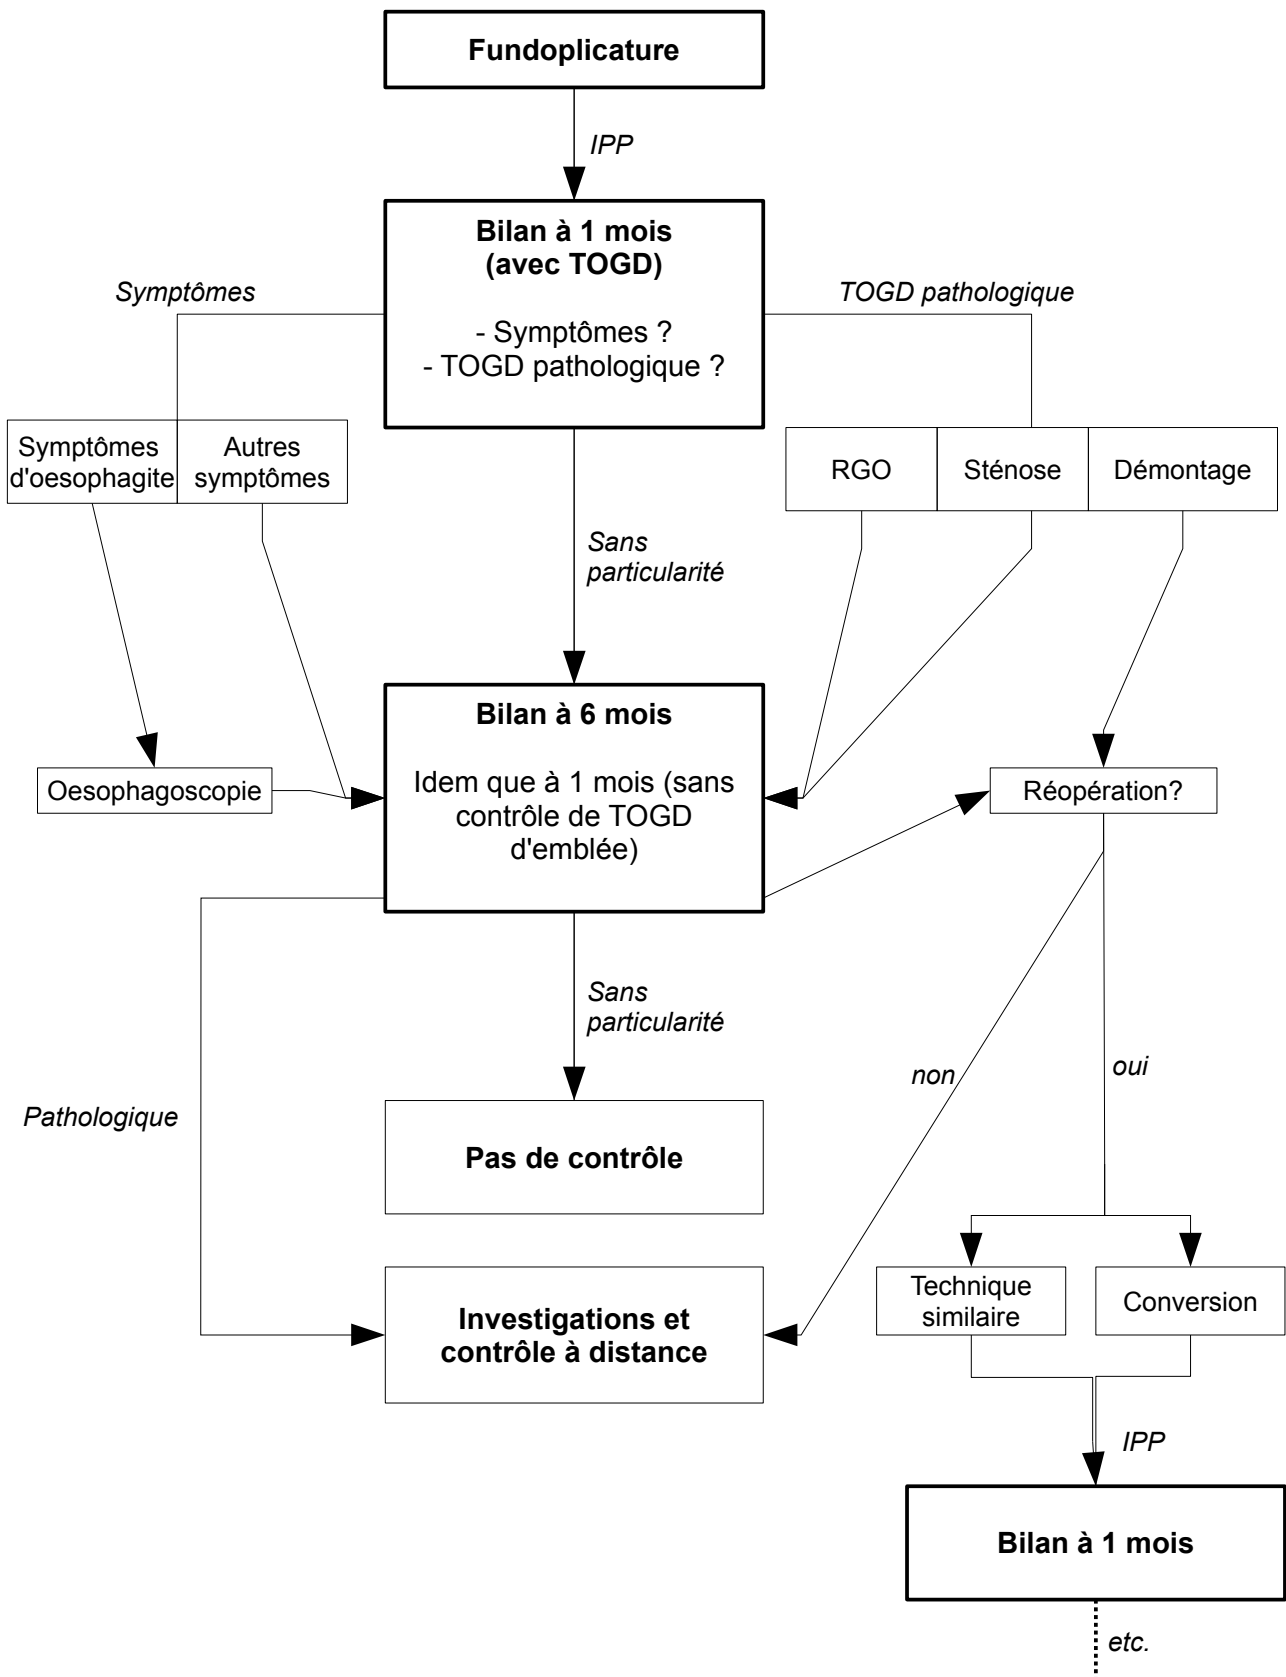 Fundoplicature
IPP
Bilan à 1 mois
(avec TOGD)
- Symptômes ?
- TOGD pathologique ?
Symptômes
TOGD pathologique
Symptômes
d'oesophagite
Autres
symptômes
RGO
Sténose
Démontage
Sans
particularité
Bilan à 6 mois
Idem que à 1 mois (sans
contrôle de TOGD
d'emblée)
Oesophagoscopie
Réopération?
Sans
particularité
non
oui
Pathologique
Pas de contrôle
Investigations et
contrôle à distance
Technique
similaire
Conversion
IPP
Bilan à 1 mois
etc.